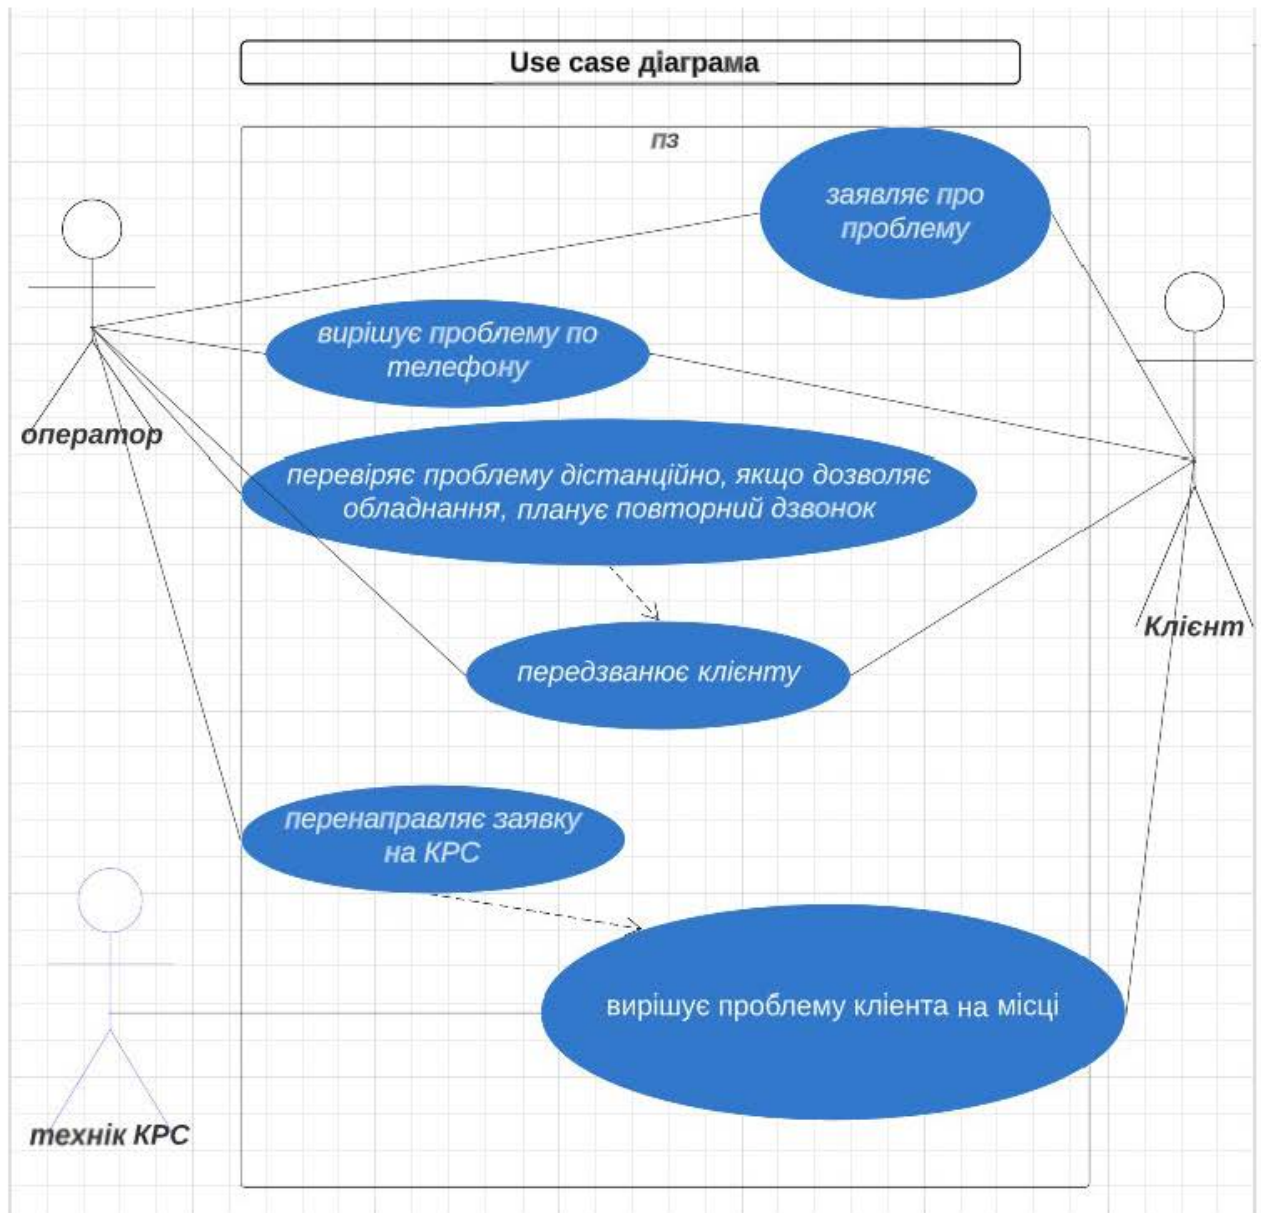 Use case діаграма
пз
заявляє про
проблему
вирішує проблему по
телефону
оператор
перевіряє проблему дістанційно, якщо дозволяє
обладнання, планує повторний дзвонок
Клієнт
передзванює клієнту
перенаправляє заявку
на КРС
вирішує проблему кліента на місці
технік КРС